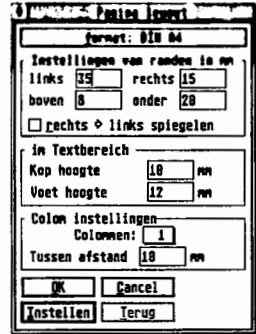 Pagina layout
format: DIN A4
Instellingen van randen in mm
links 35 rechts 15
boven 8 onder 20
rechts ⇔ links spiegelen
im Textbereich
Kop hoogte 10 mm
Voet hoogte 12 mm
Colom instellingen
Colommen: 1
Tussen afstand 10 mm
OK Cancel
Instellen Terug